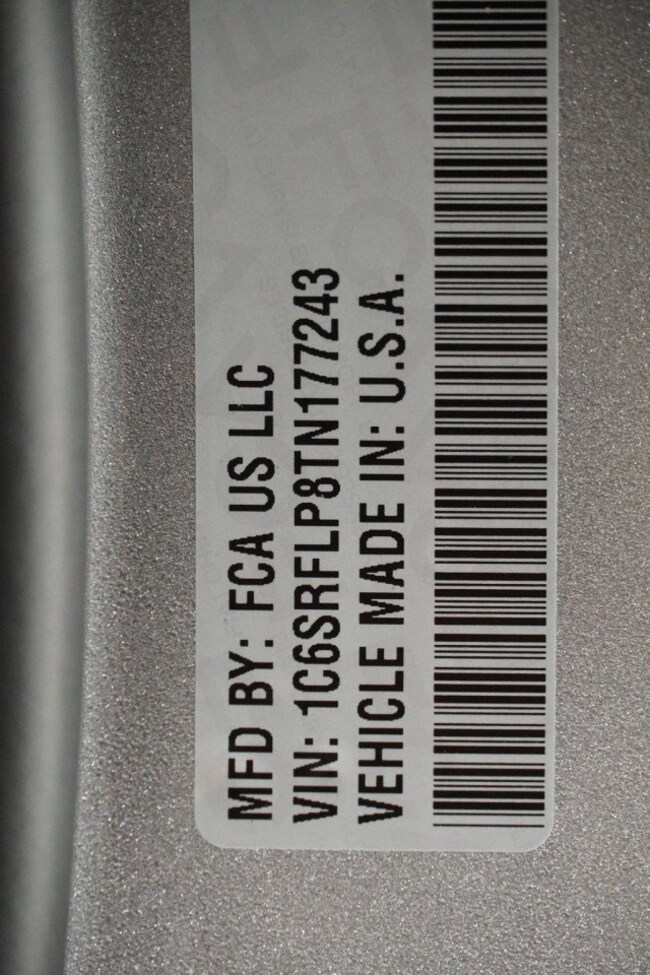 MFD BY: FCA US LLC
VIN: 1C6SRFLP8TN177243
VEHICLE MADE IN: U.S.A.